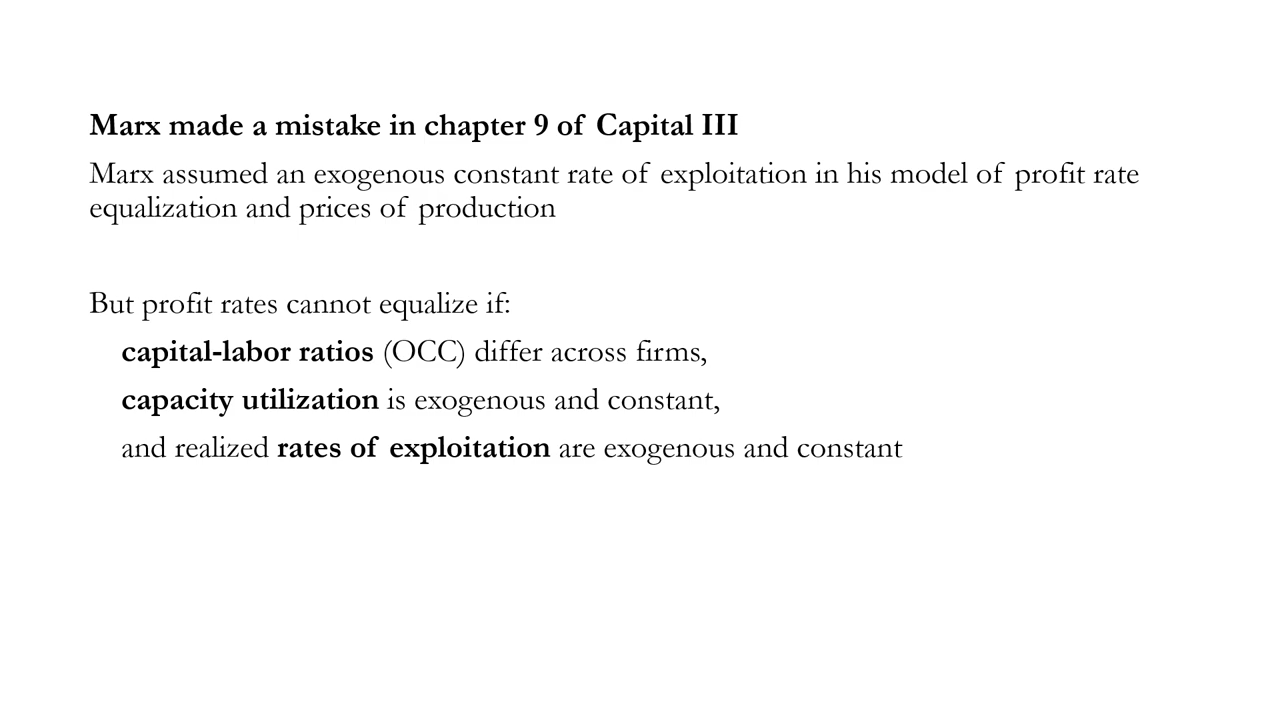 Marx made a mistake in chapter 9 of Capital III
Marx assumed an exogenous constant rate of exploitation in his model of profit rate
equalization and prices of production
But profit rates cannot equalize if:
capital-labor ratios (OCC) differ across firms,
capacity utilization is exogenous and constant,
and realized rates of exploitation are exogenous and constant